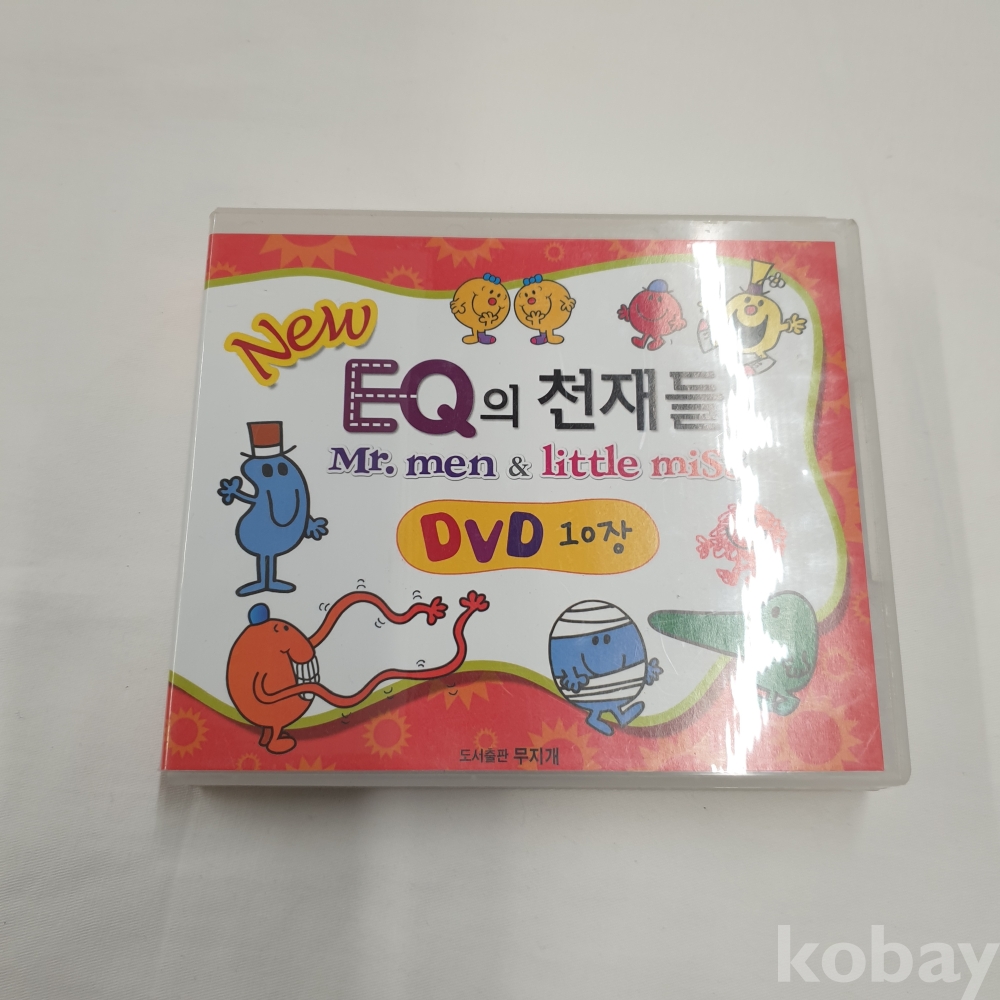 New
EQ의 천재들
Mr. men & little miss
DVD 10장
도서출판 무지개
kobay